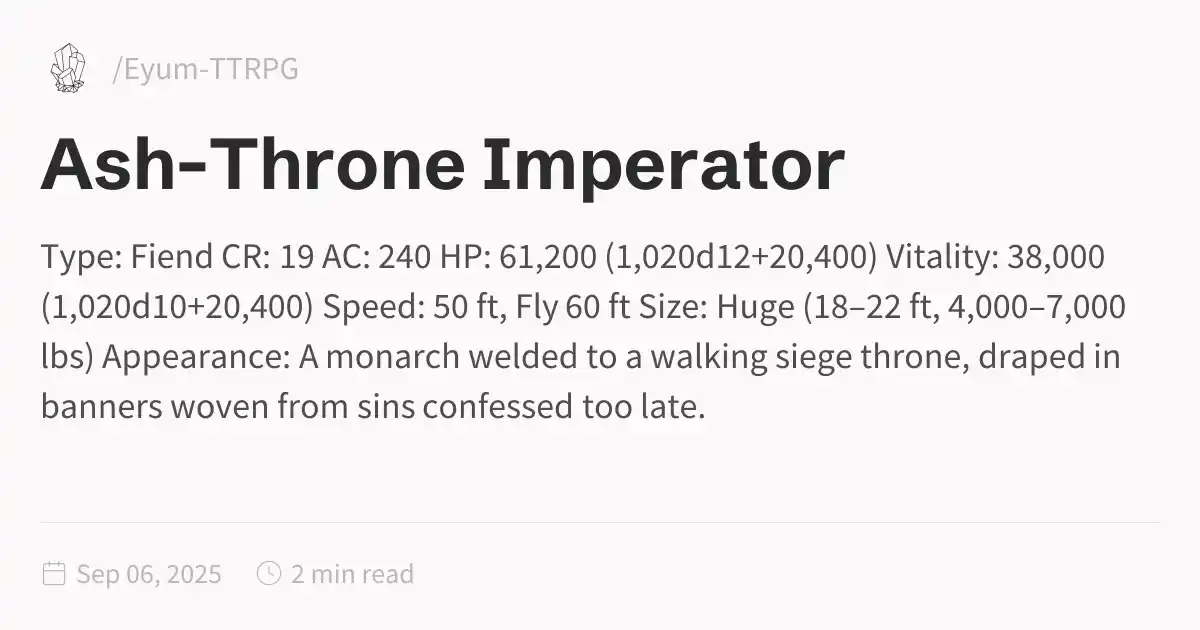 /Eyum-TTRPG
Ash-Throne Imperator
Type: Fiend CR: 19 AC: 240 HP: 61,200 (1,020d12+20,400) Vitality: 38,000
(1,020d10+20,400) Speed: 50 ft, Fly 60 ft Size: Huge (18–22 ft, 4,000–7,000
lbs) Appearance: A monarch welded to a walking siege throne, draped in
banners woven from sins confessed too late.
Sep 06, 2025 2 min read